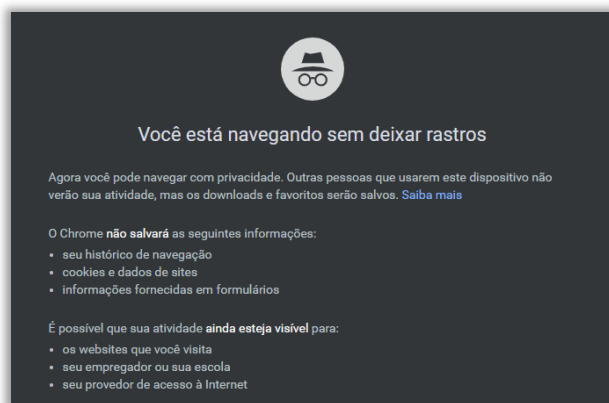 Você está navegando sem deixar rastros
Agora você pode navegar com privacidade. Outras pessoas que usarem este dispositivo não
verão sua atividade, mas os downloads e favoritos serão salvos. Saiba mais
O Chrome não salvará as seguintes informações:
• seu histórico de navegação
• cookies e dados de sites
• informações fornecidas em formulários
É possível que sua atividade ainda esteja visível para:
• os websites que você visita
• seu empregador ou sua escola
• seu provedor de acesso à Internet